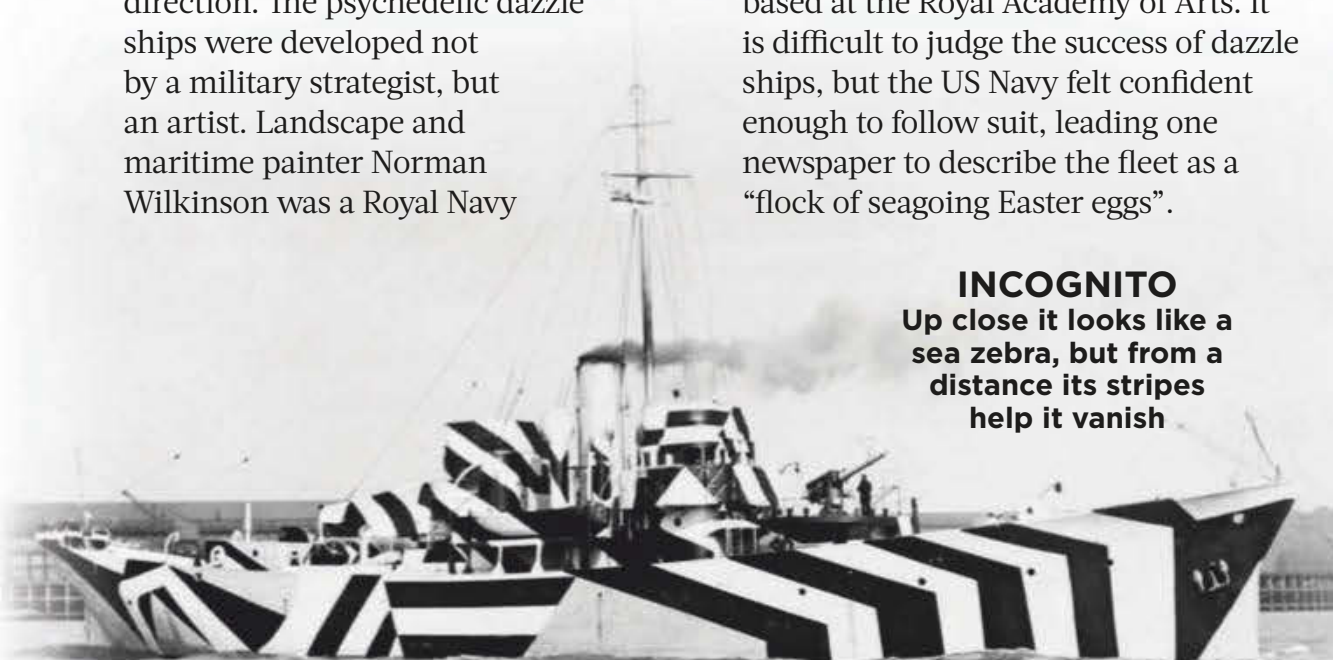 direction. The psychedelic dazzle
ships were developed not
by a military strategist, but
an artist. Landscape and
maritime painter Norman
Wilkinson was a Royal Navy
based at the Royal Academy of Arts. It
is difficult to judge the success of dazzle
ships, but the US Navy felt confident
enough to follow suit, leading one
newspaper to describe the fleet as a
“flock of seagoing Easter eggs”.
INCOGNITO
Up close it looks like a
sea zebra, but from a
distance its stripes
help it vanish